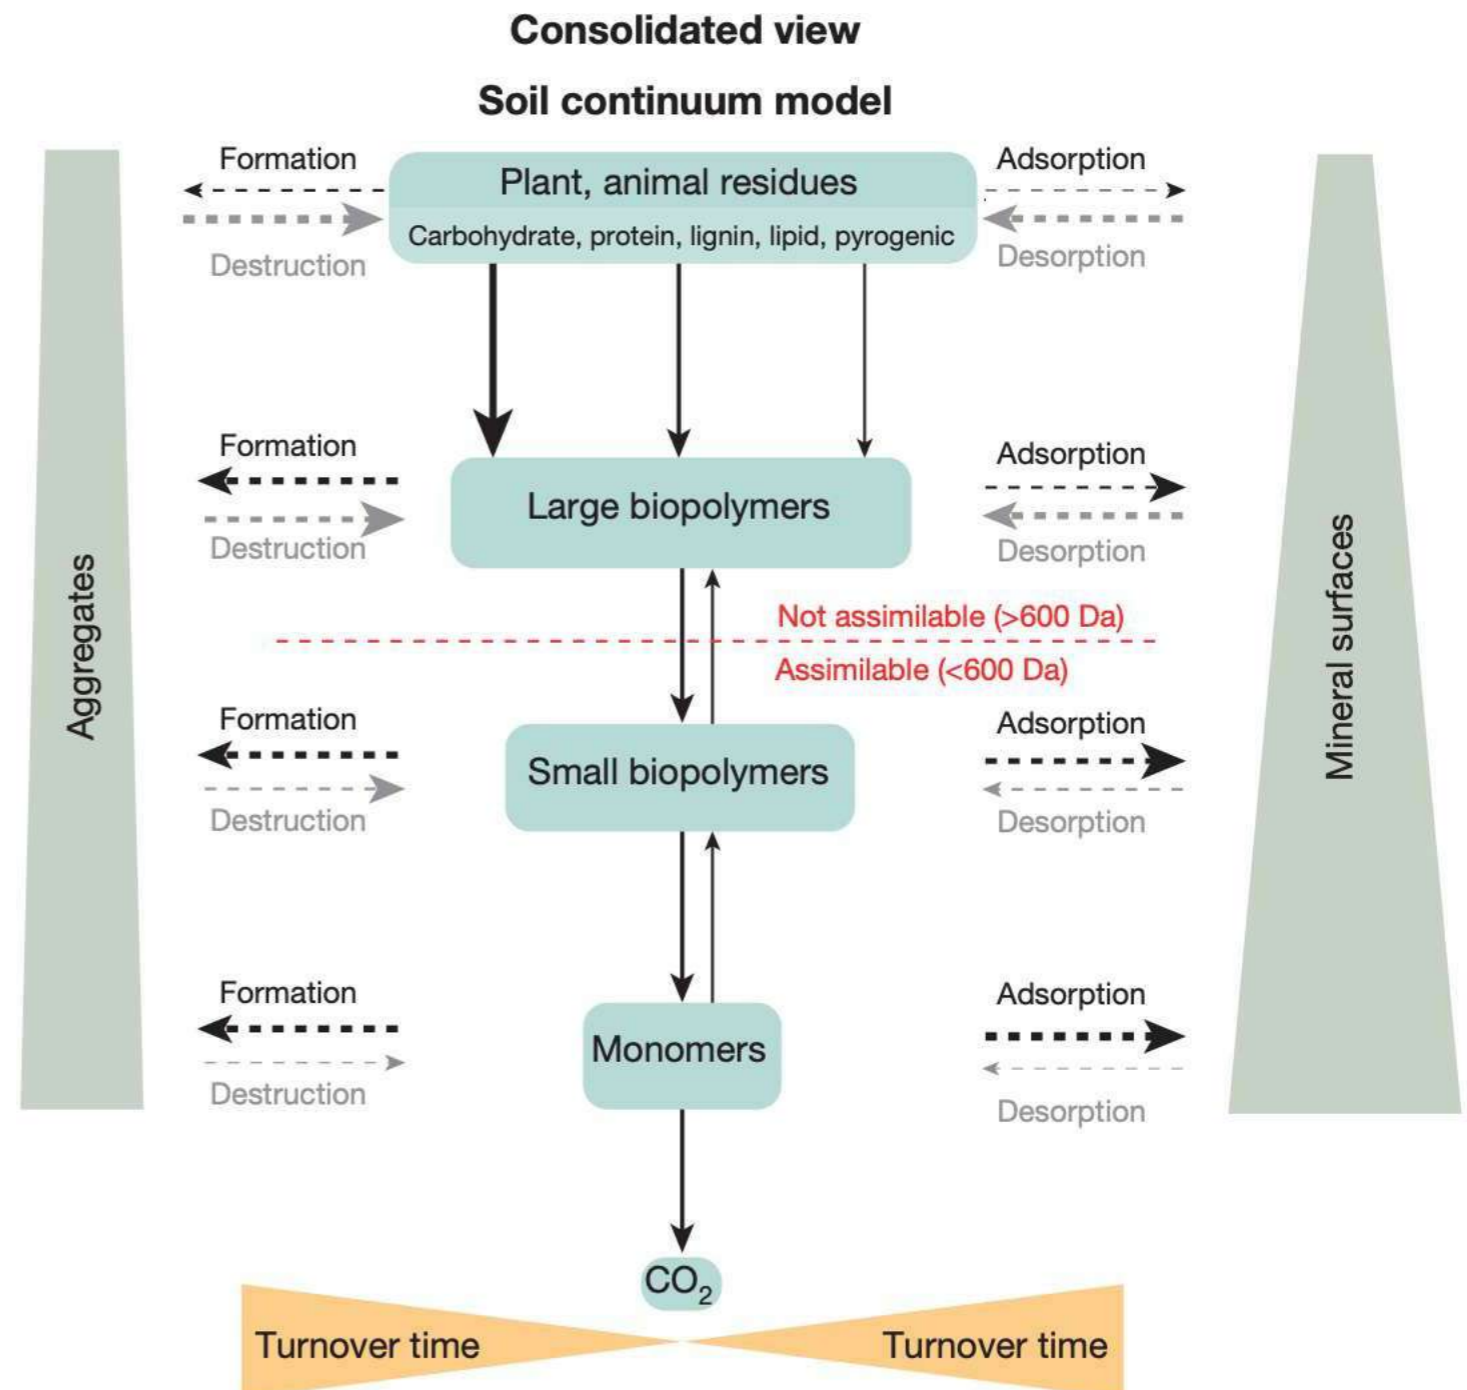 Consolidated view
Soil continuum model
Formation
Plant, animal residues
Adsorption
Carbohydrate, protein, lignin, lipid, pyrogenic
Destruction
Desorption
Formation
Adsorption
Large biopolymers
Destruction
Desorption
Not assimilable (>600 Da)
Assimilable (<600 Da)
Aggregates
Mineral surfaces
Formation
Adsorption
Small biopolymers
Destruction
Desorption
Formation
Adsorption
Monomers
Destruction
Desorption
CO₂
Turnover time
Turnover time